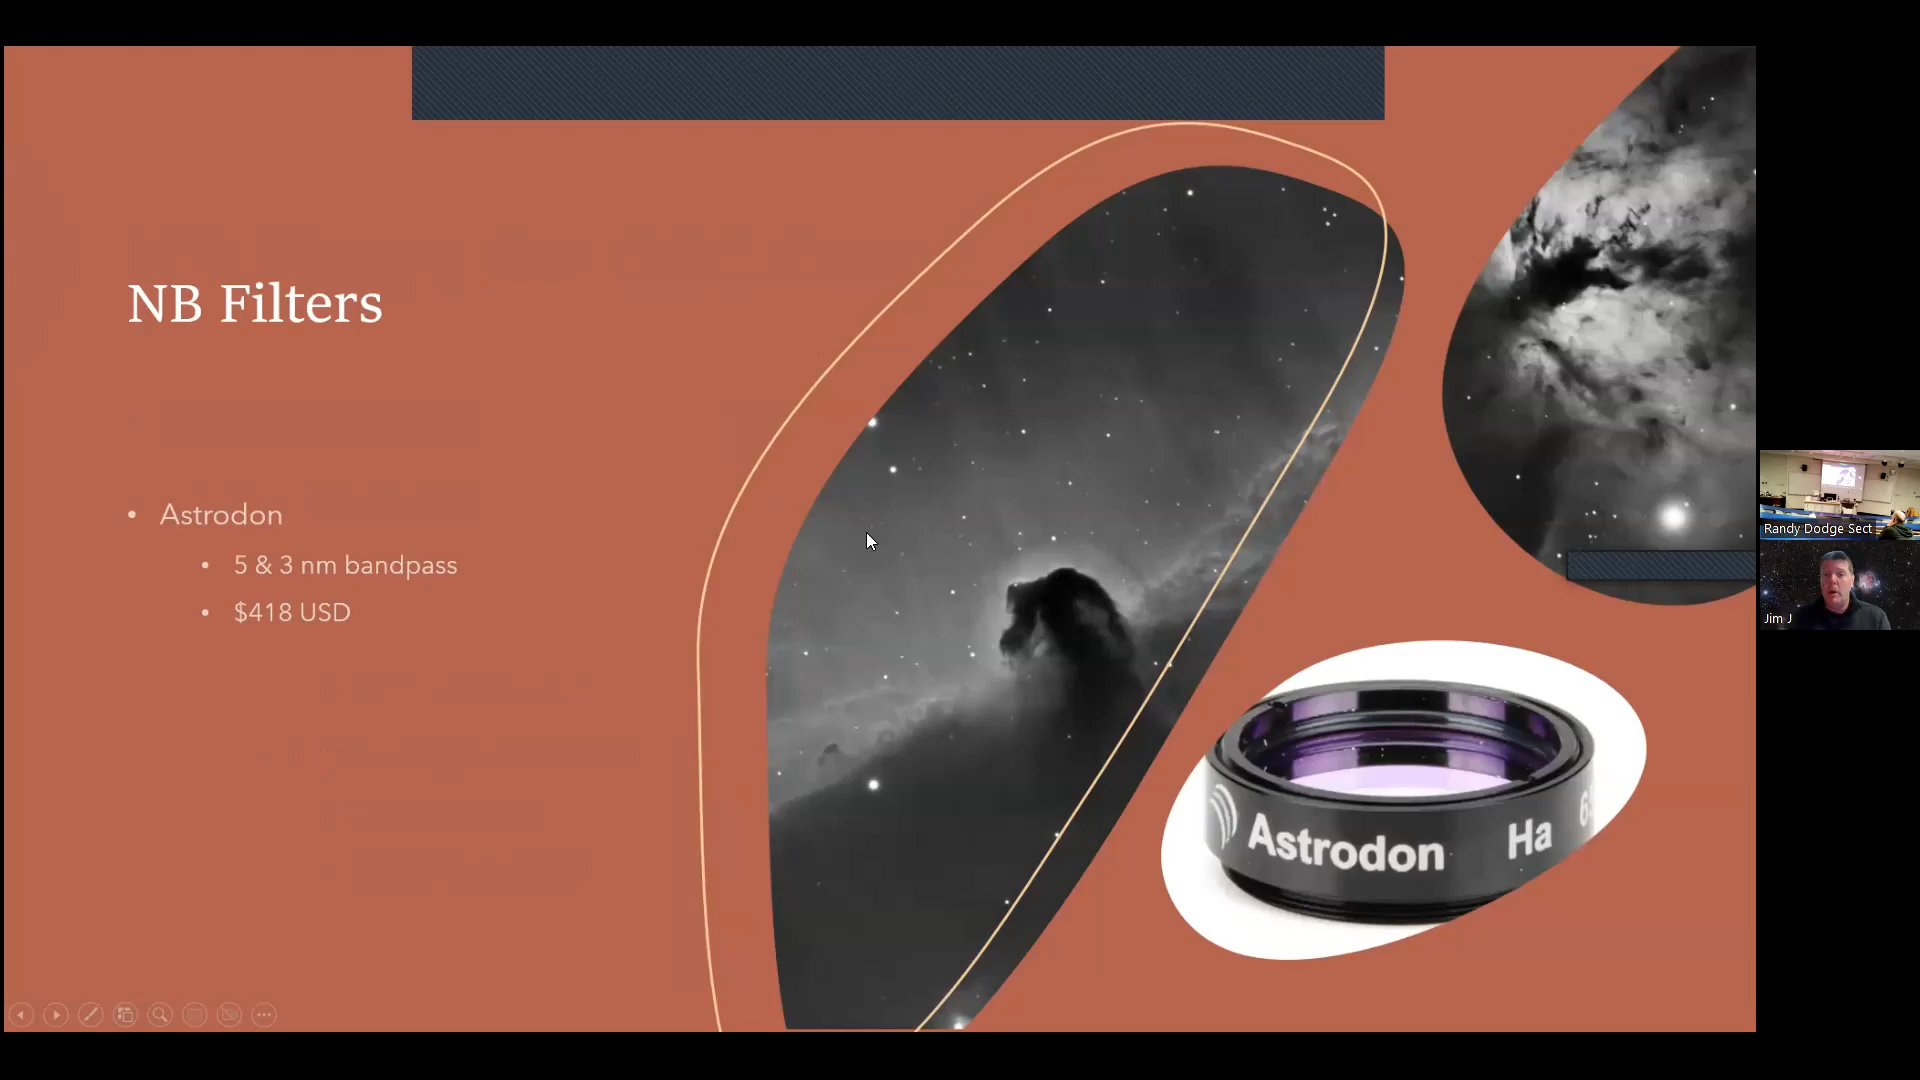 NB Filters
• Astrodon
• 5 & 3 nm bandpass
• $418 USD
Astrodon Ha
Randy Dodge Sect
Jim J